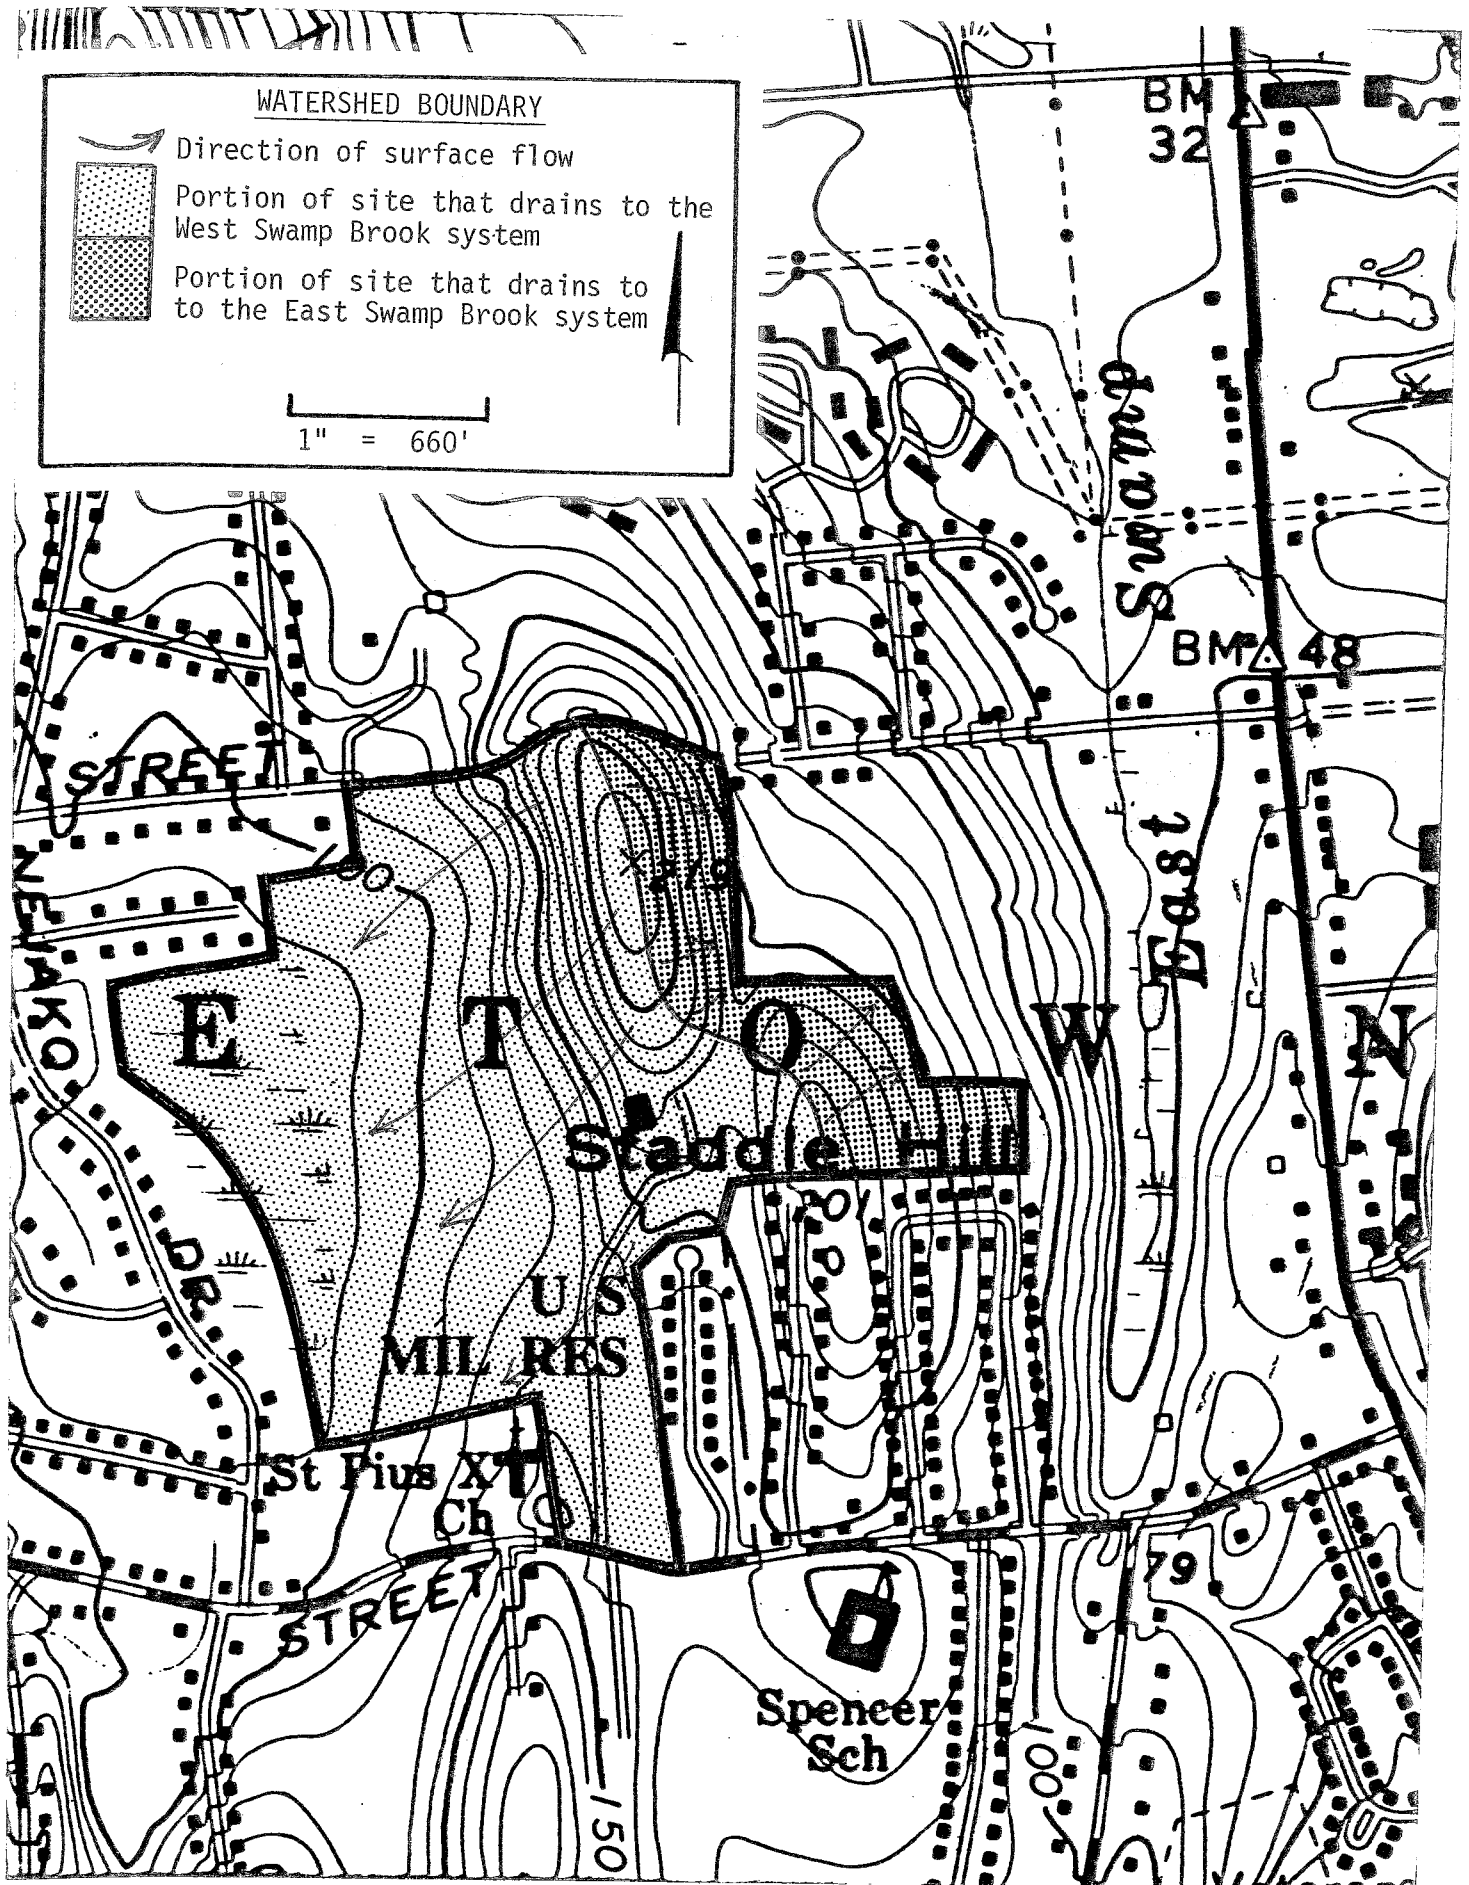 WATERSHED BOUNDARY
Direction of surface flow
Portion of site that drains to the
West Swamp Brook system
Portion of site that drains to
to the East Swamp Brook system
1" = 660'
BM
32
Swamp
BM 48
STREET
East
100
NEJAKO
E T O W N
Staddle Hill
DR
U S
MIL RES
St Pius X
Ch
STREET
79
Spencer
Sch
100
150